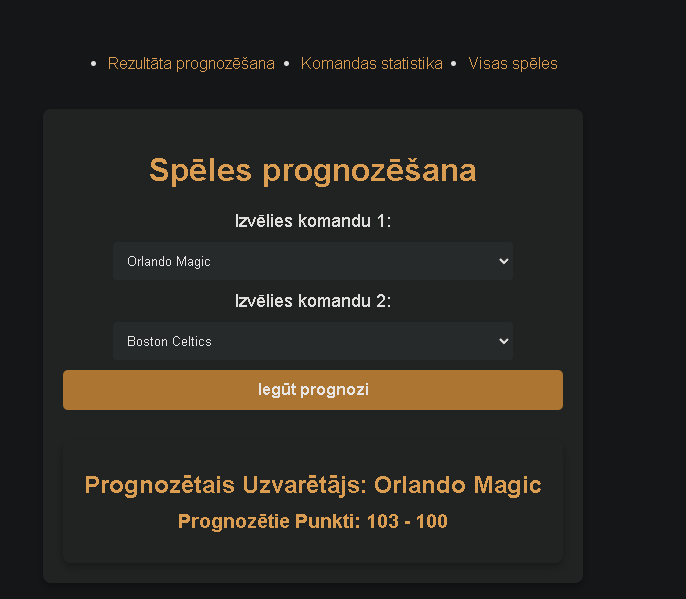 Rezultāta prognozēšana Komandas statistika Visas spēles
Spēles prognozēšana
Izvēlies komandu 1:
Orlando Magic
Izvēlies komandu 2:
Boston Celtics
Iegūt prognozi
Prognozētais Uzvarētājs: Orlando Magic
Prognozētie Punkti: 103 - 100